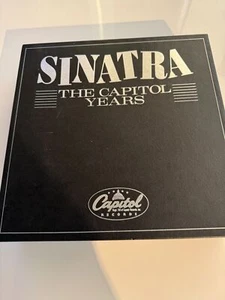 SINATRA
THE CAPITOL
YEARS
Capitol
RECORDS